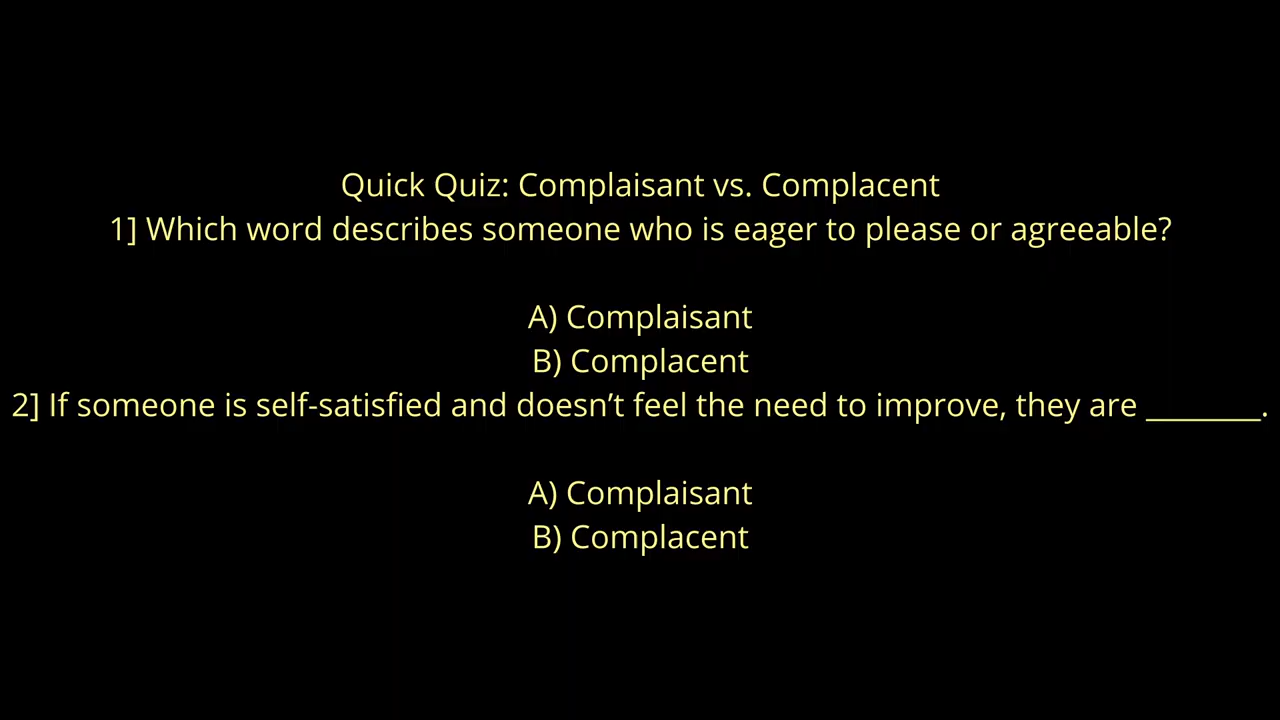 Quick Quiz: Complaisant vs. Complacent
1] Which word describes someone who is eager to please or agreeable?
A) Complaisant
B) Complacent
2] If someone is self-satisfied and doesn’t feel the need to improve, they are ________.
A) Complaisant
B) Complacent